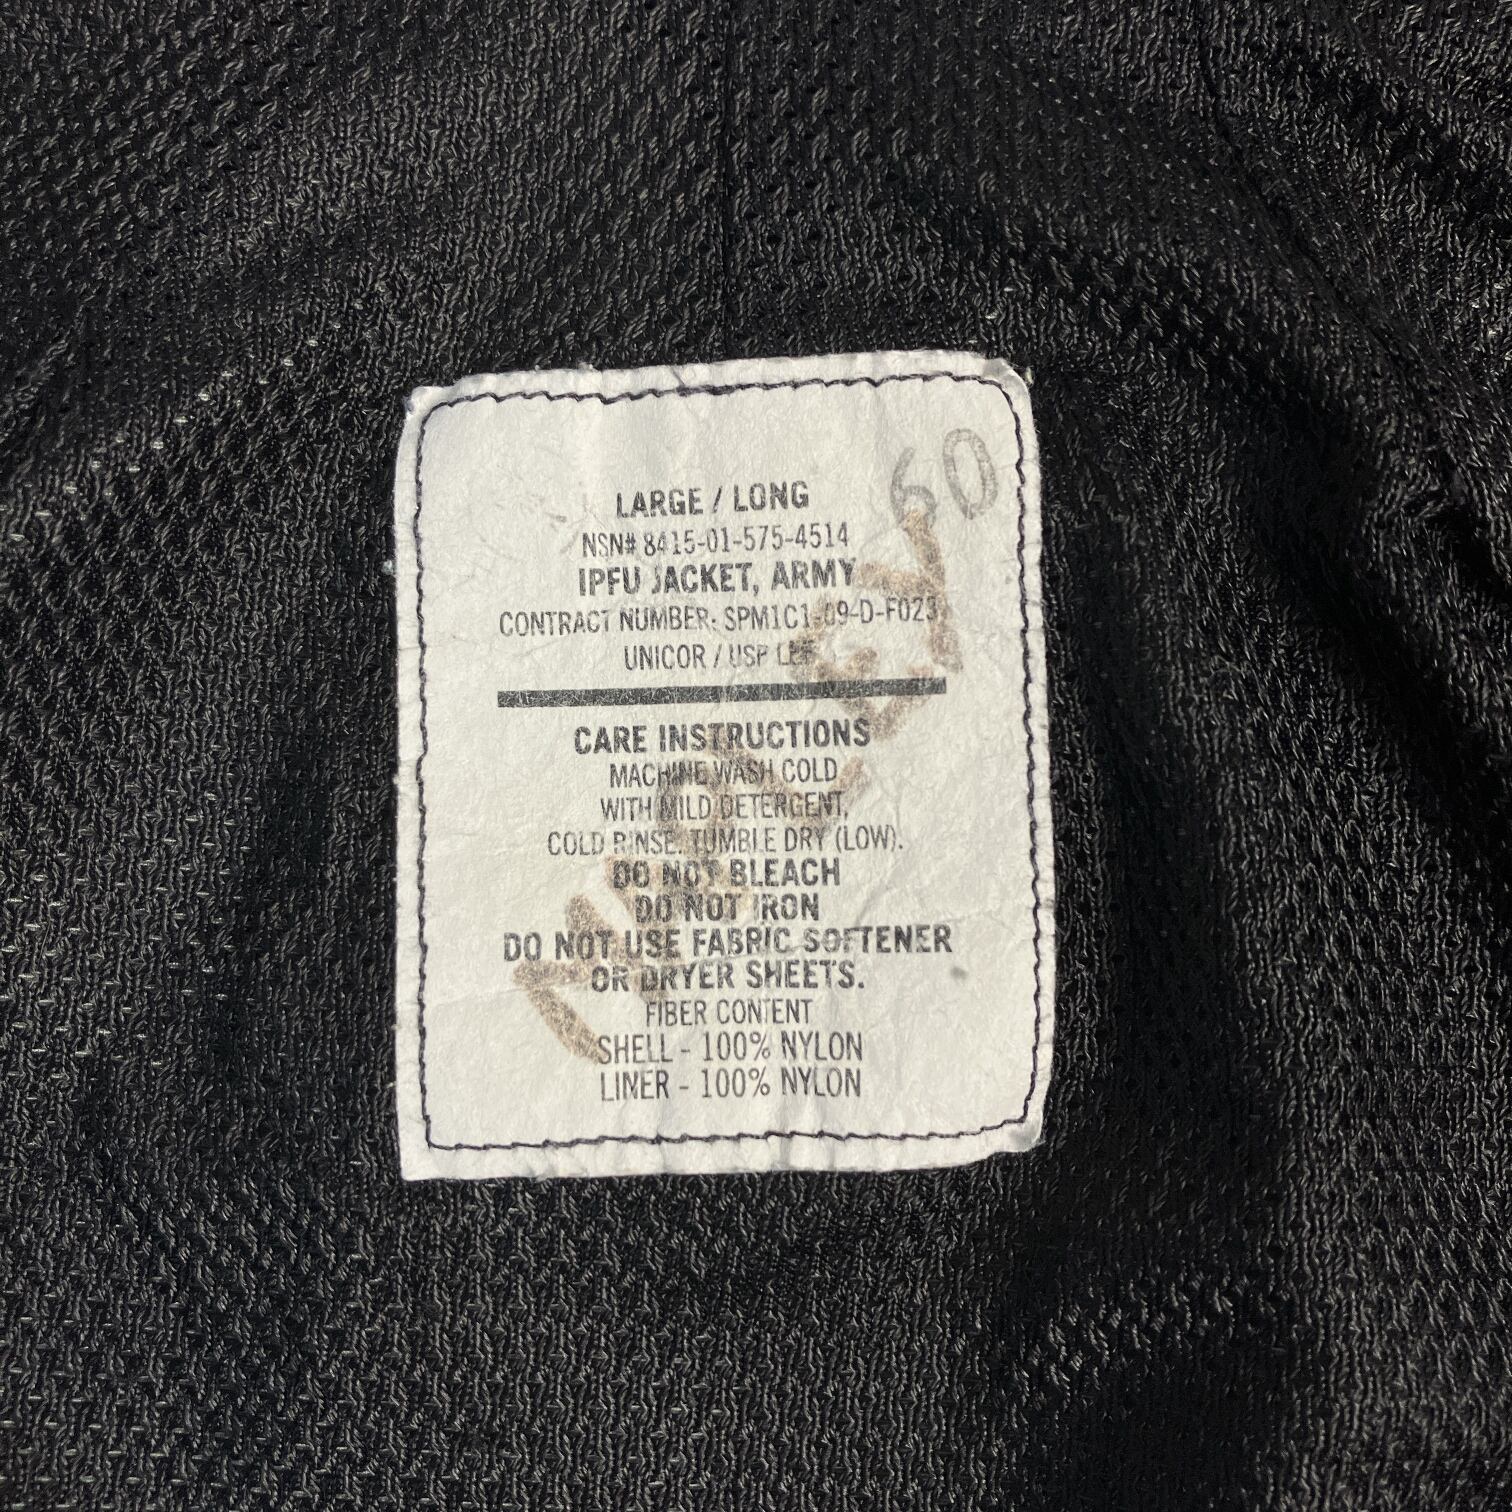 60
LARGE / LONG
NSN# 8415-01-575-4514
IPFU JACKET, ARMY
CONTRACT NUMBER: SPM1C1-09-D-F023
UNICOR / USP LEE
CARE INSTRUCTIONS
MACHINE WASH COLD
WITH MILD DETERGENT,
COLD RINSE. TUMBLE DRY (LOW).
DO NOT BLEACH
DO NOT IRON
DO NOT USE FABRIC SOFTENER
OR DRYER SHEETS.
FIBER CONTENT
SHELL - 100% NYLON
LINER - 100% NYLON